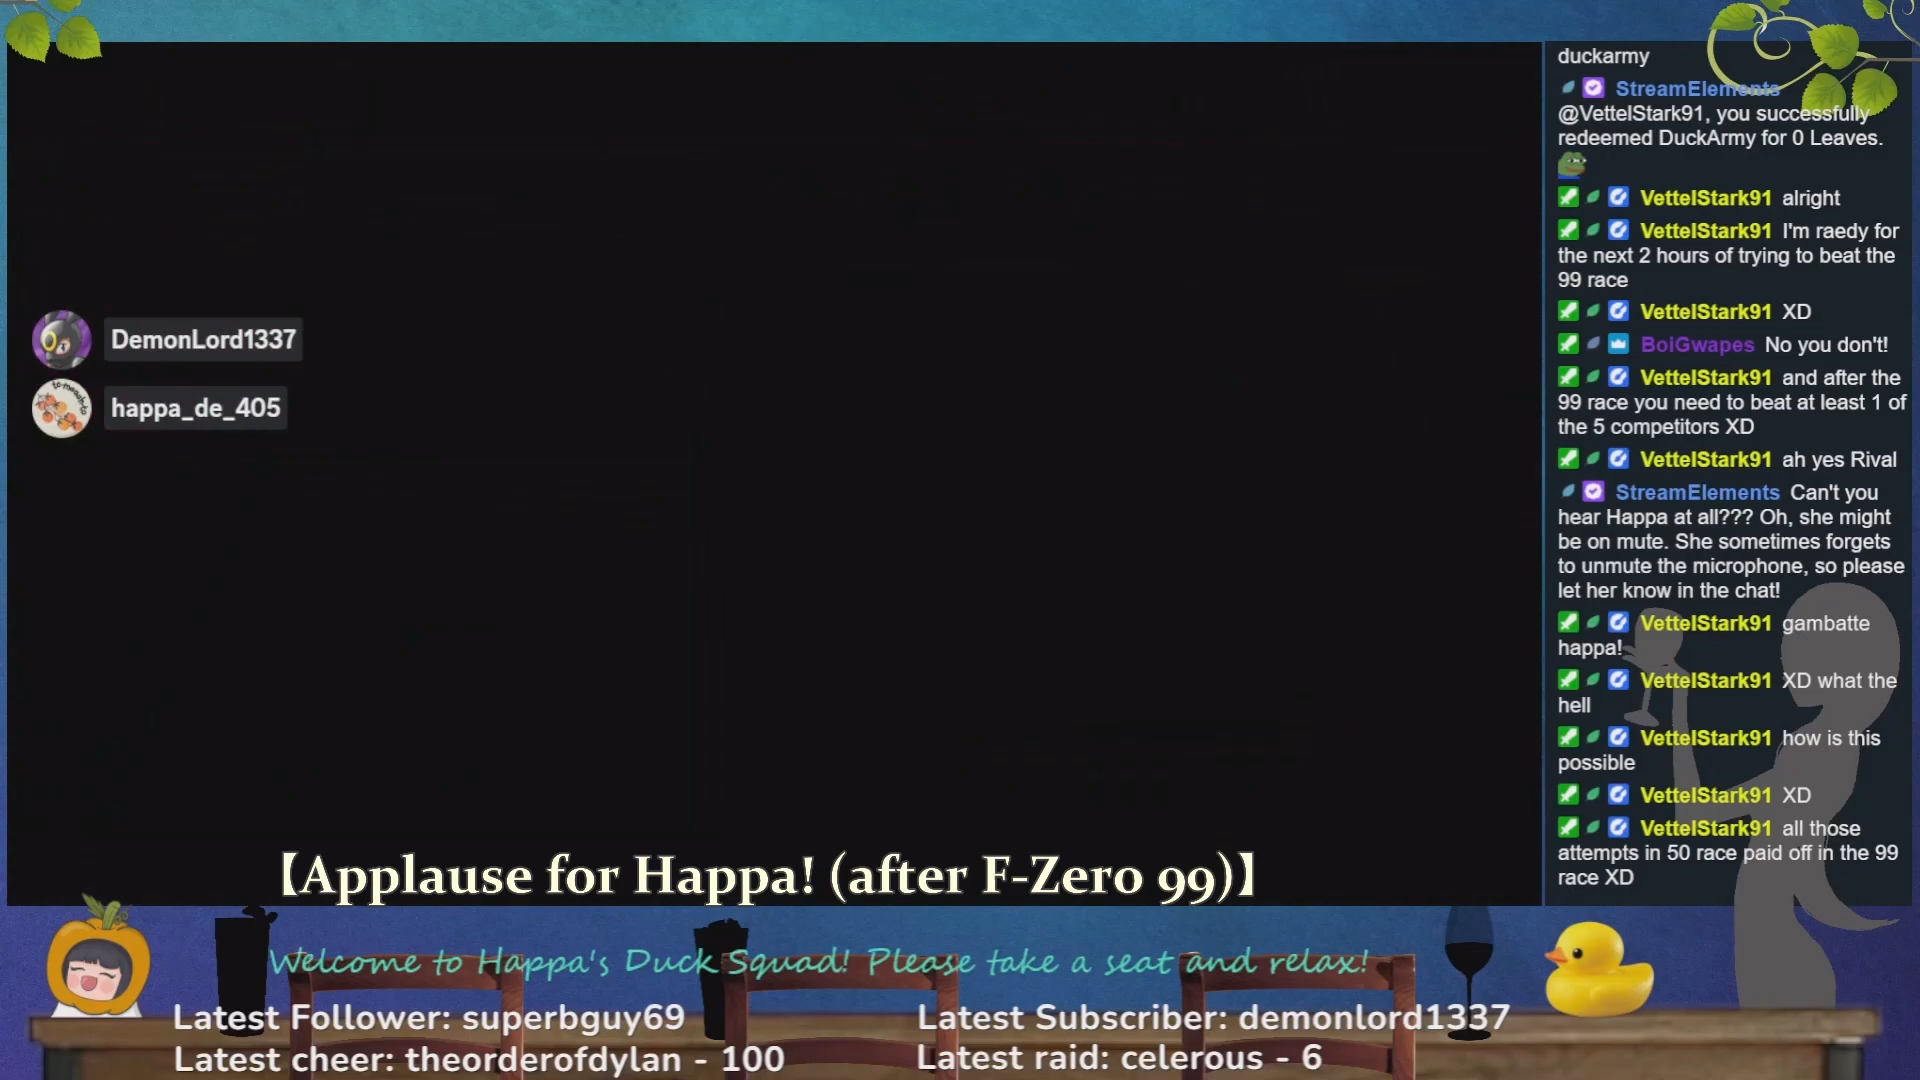 DemonLord1337
happa_de_405
【Applause for Happa! (after F-Zero 99)】
duckarmy
StreamElements
@VettelStark91, you successfully
redeemed DuckArmy for 0 Leaves.
VettelStark91 alright
VettelStark91 I'm raedy for
the next 2 hours of trying to beat the
99 race
VettelStark91 XD
BoiGwapes No you don't!
VettelStark91 and after the
99 race you need to beat at least 1 of
the 5 competitors XD
VettelStark91 ah yes Rival
StreamElements Can't you
hear Happa at all??? Oh, she might
be on mute. She sometimes forgets
to unmute the microphone, so please
let her know in the chat!
VettelStark91 gambatte
happa!
VettelStark91 XD what the
hell
VettelStark91 how is this
possible
VettelStark91 XD
VettelStark91 all those
attempts in 50 race paid off in the 99
race XD
Welcome to Happa's Duck Squad! Please take a seat and relax!
Latest Follower: superbguy69
Latest Subscriber: demonlord1337
Latest cheer: theorderofdylan - 100
Latest raid: celerous - 6